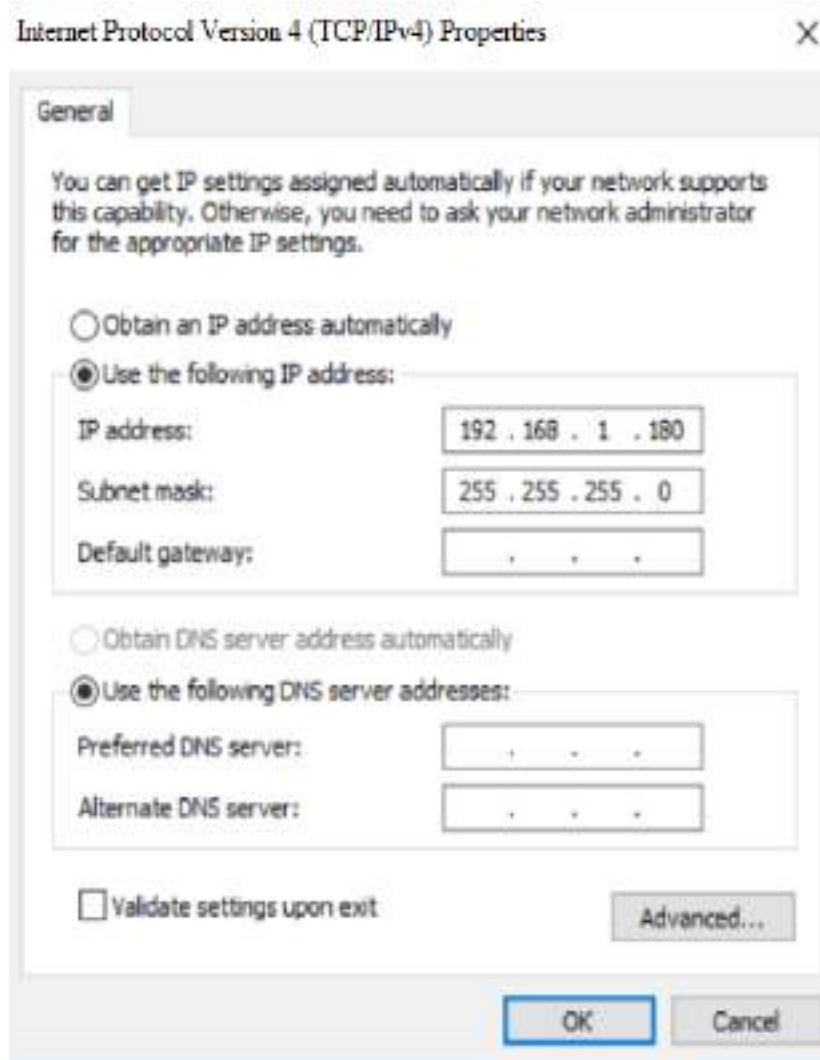 Internet Protocol Version 4 (TCP/IPv4) Properties
General
You can get IP settings assigned automatically if your network supports
this capability. Otherwise, you need to ask your network administrator
for the appropriate IP settings.
Obtain an IP address automatically
Use the following IP address:
IP address: 192 . 168 . 1 . 180
Subnet mask: 255 . 255 . 255 . 0
Default gateway: . . .
Obtain DNS server address automatically
Use the following DNS server addresses:
Preferred DNS server: . . .
Alternate DNS server: . . .
Validate settings upon exit
Advanced...
OK Cancel